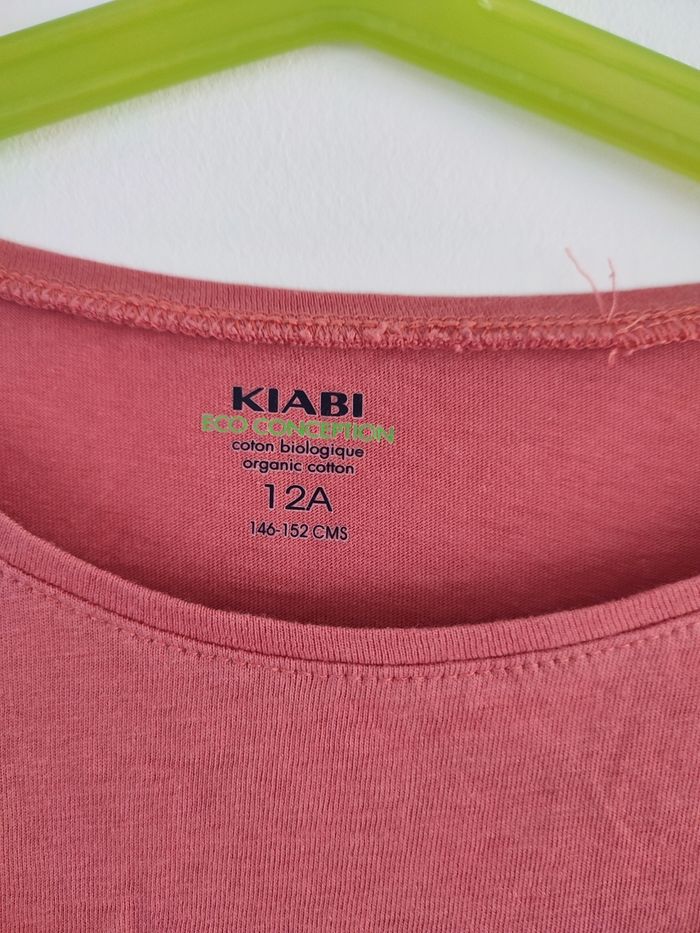 KIABI
ECO CONCEPTION
coton biologique
organic cotton
12A
146-152 CMS